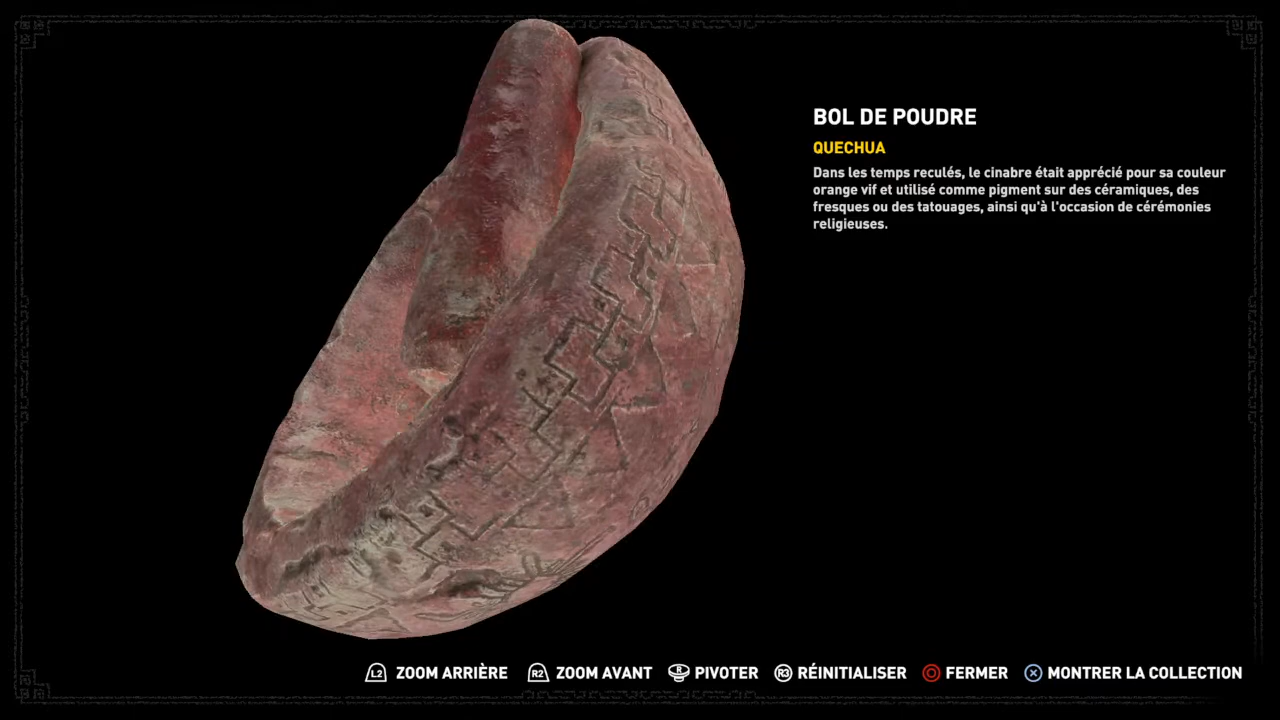 BOL DE POUDRE
QUECHUA
Dans les temps reculés, le cinabre était apprécié pour sa couleur
orange vif et utilisé comme pigment sur des céramiques, des
fresques ou des tatouages, ainsi qu'à l'occasion de cérémonies
religieuses.
L2 ZOOM ARRIÈRE R2 ZOOM AVANT R PIVOTER R3 RÉINITIALISER FERMER MONTRER LA COLLECTION